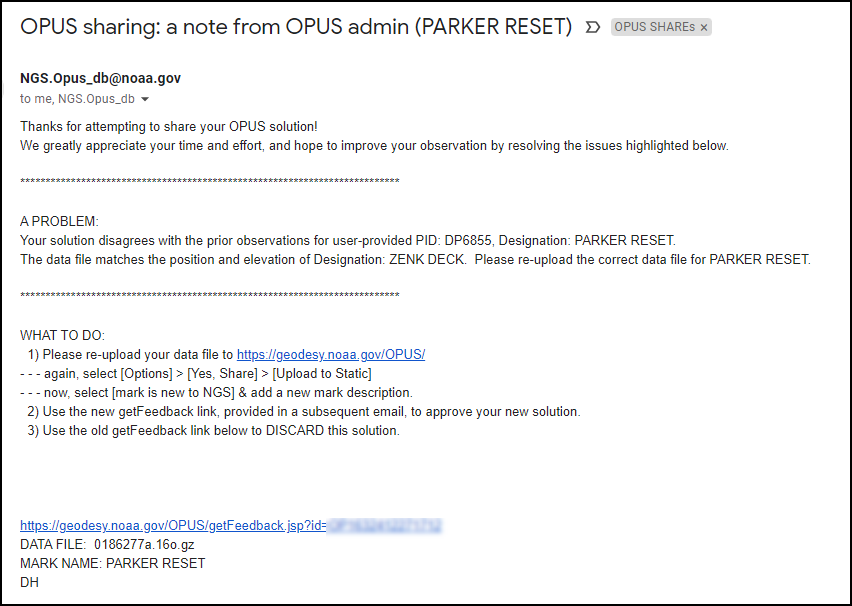 OPUS sharing: a note from OPUS admin (PARKER RESET) OPUS SHAREs ×
NGS.Opus_db@noaa.gov
to me, NGS.Opus_db
Thanks for attempting to share your OPUS solution!
We greatly appreciate your time and effort, and hope to improve your observation by resolving the issues highlighted below.
****************************************************************************
A PROBLEM:
Your solution disagrees with the prior observations for user-provided PID: DP6855, Designation: PARKER RESET.
The data file matches the position and elevation of Designation: ZENK DECK.  Please re-upload the correct data file for PARKER RESET.
****************************************************************************
WHAT TO DO:
1) Please re-upload your data file to https://geodesy.noaa.gov/OPUS/
- - - again, select [Options] > [Yes, Share] > [Upload to Static]
- - - now, select [mark is new to NGS] & add a new mark description.
2) Use the new getFeedback link, provided in a subsequent email, to approve your new solution.
3) Use the old getFeedback link below to DISCARD this solution.
https://geodesy.noaa.gov/OPUS/getFeedback.jsp?id=
DATA FILE:  0186277a.16o.gz
MARK NAME: PARKER RESET
DH